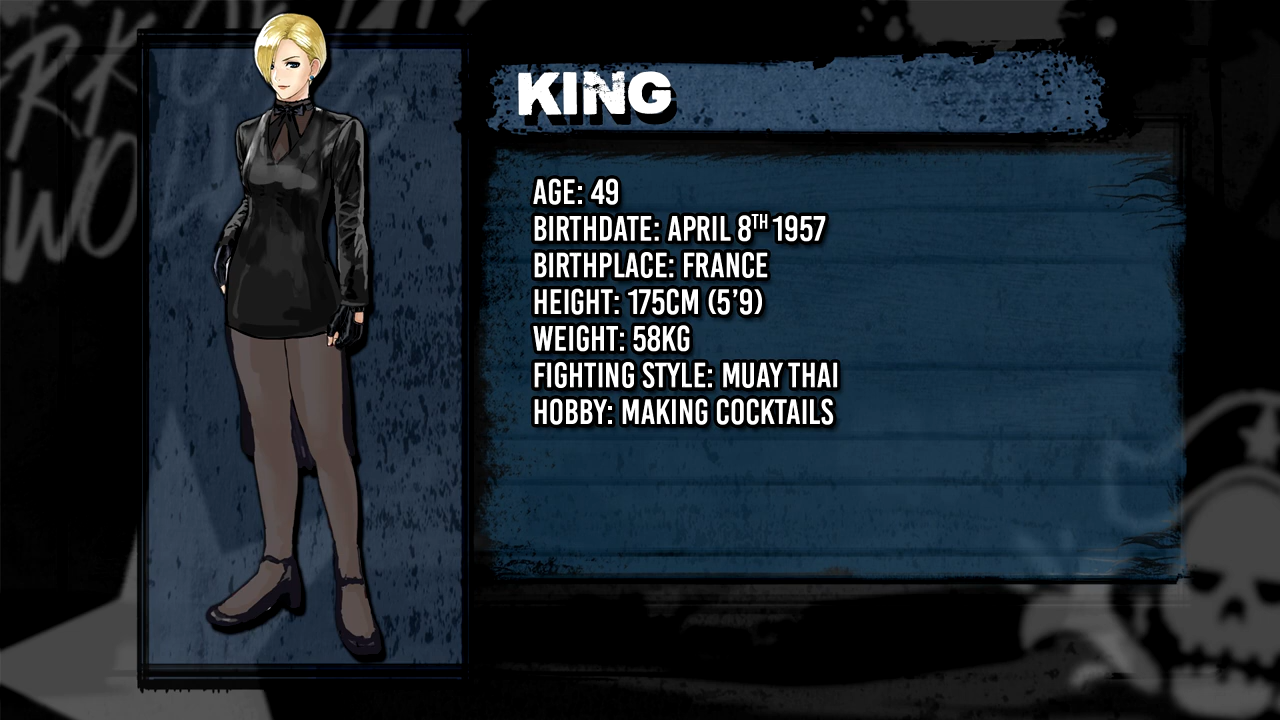 KING
AGE: 49
BIRTHDATE: APRIL 8TH 1957
BIRTHPLACE: FRANCE
HEIGHT: 175CM (5'9)
WEIGHT: 58KG
FIGHTING STYLE: MUAY THAI
HOBBY: MAKING COCKTAILS